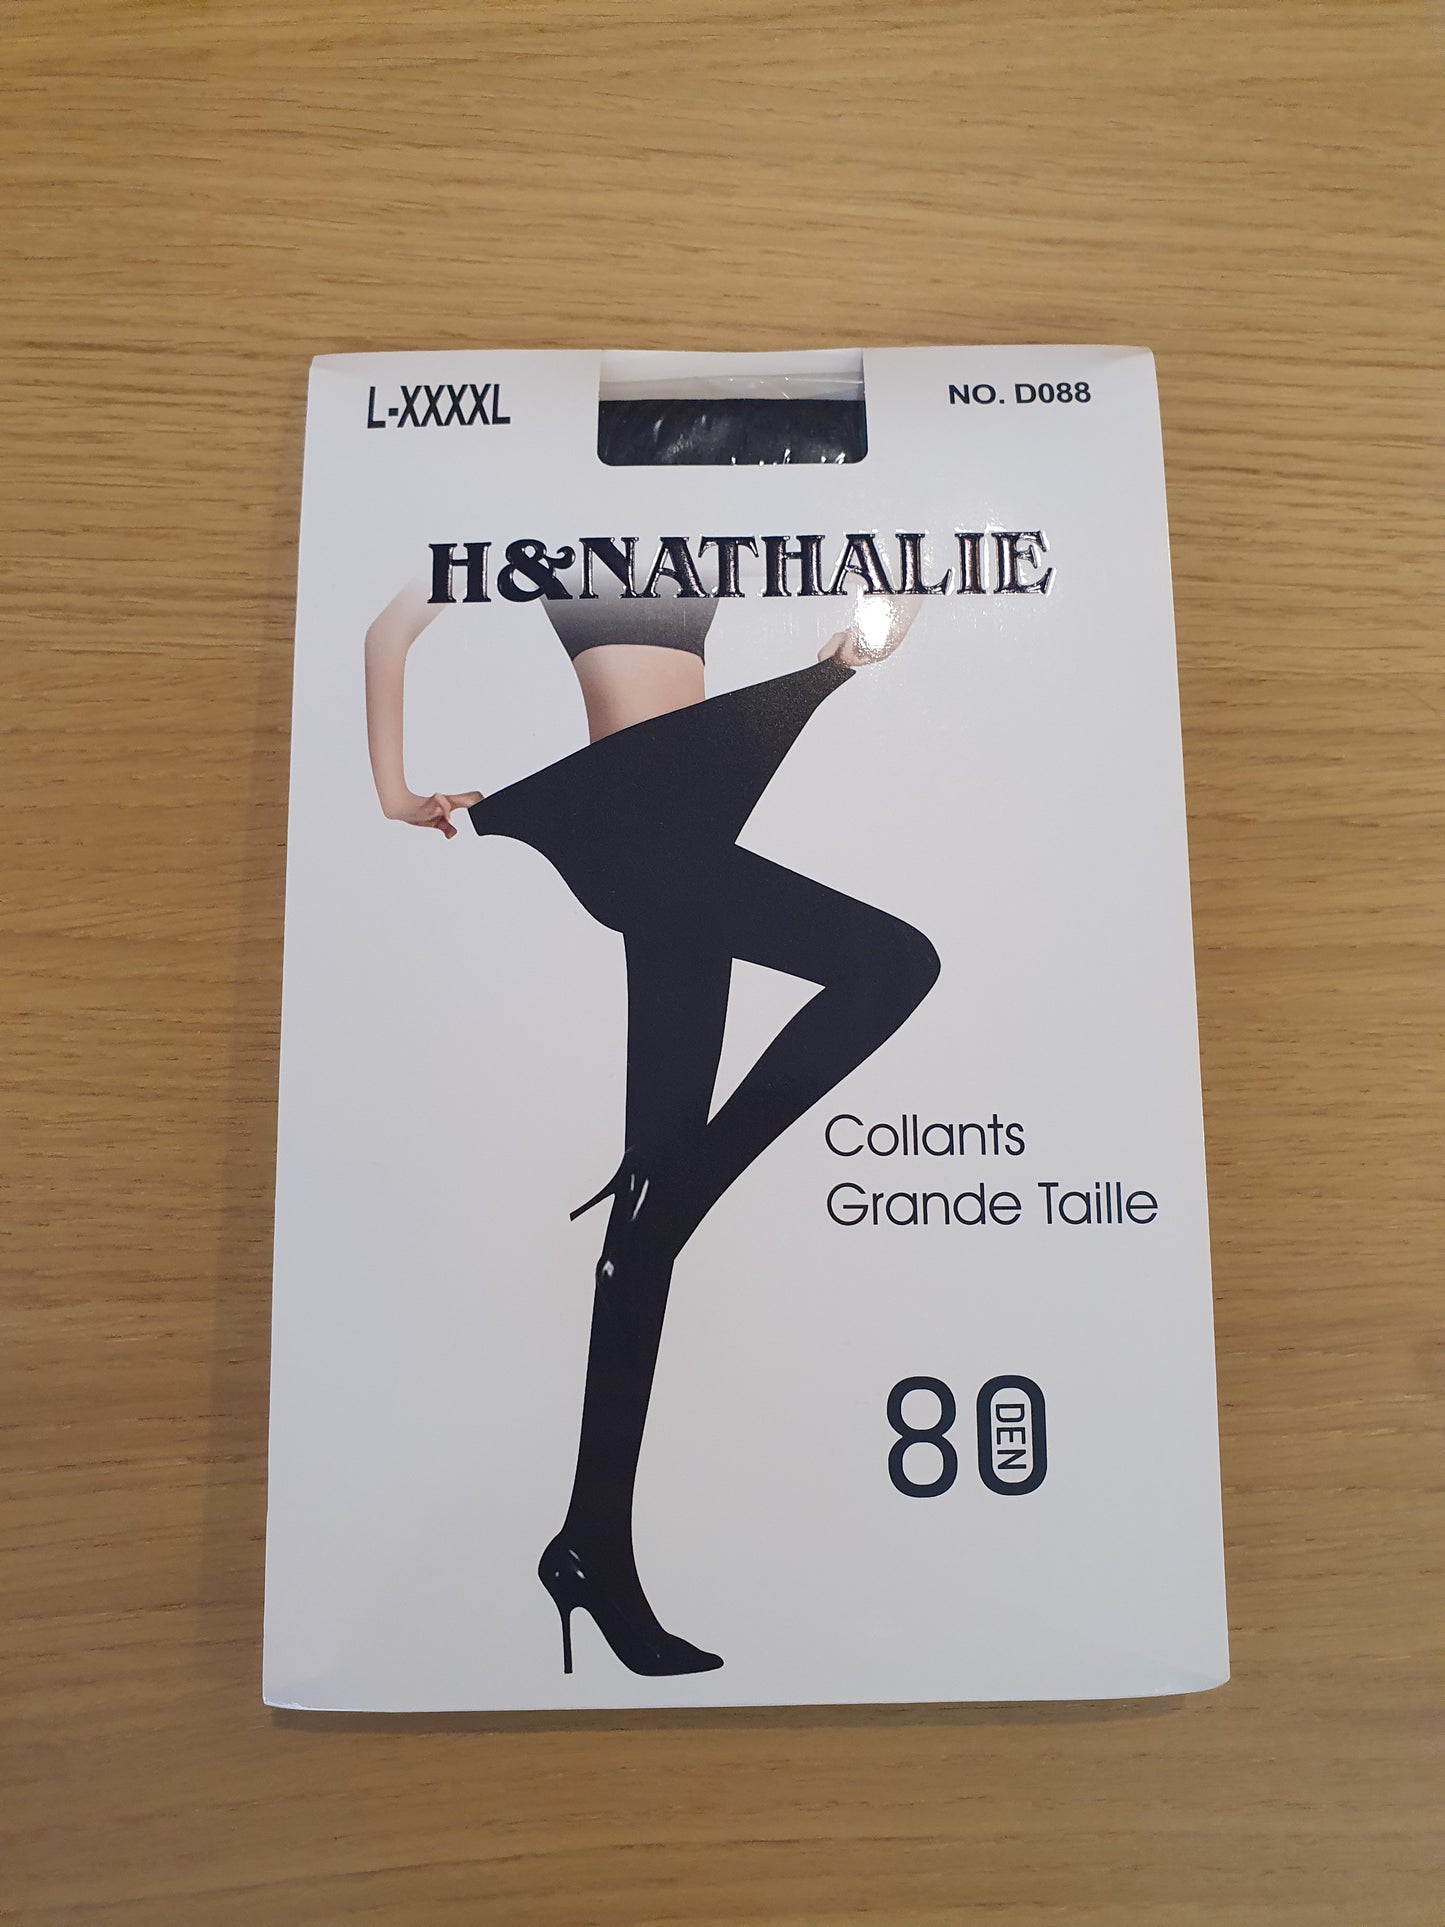 L-XXXXL
NO. D088
H&NATHALIE
Collants
Grande Taille
80
DEN